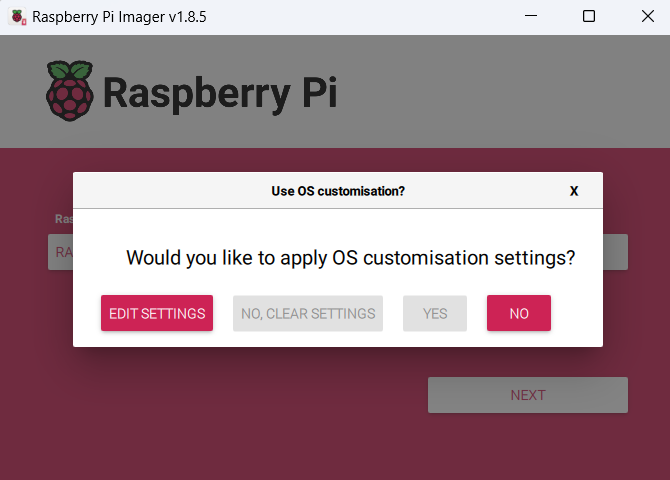 Raspberry Pi Imager v1.8.5
Raspberry Pi
Use OS customisation?
X
Ras
RA
Would you like to apply OS customisation settings?
EDIT SETTINGS
NO, CLEAR SETTINGS
YES
NO
NEXT